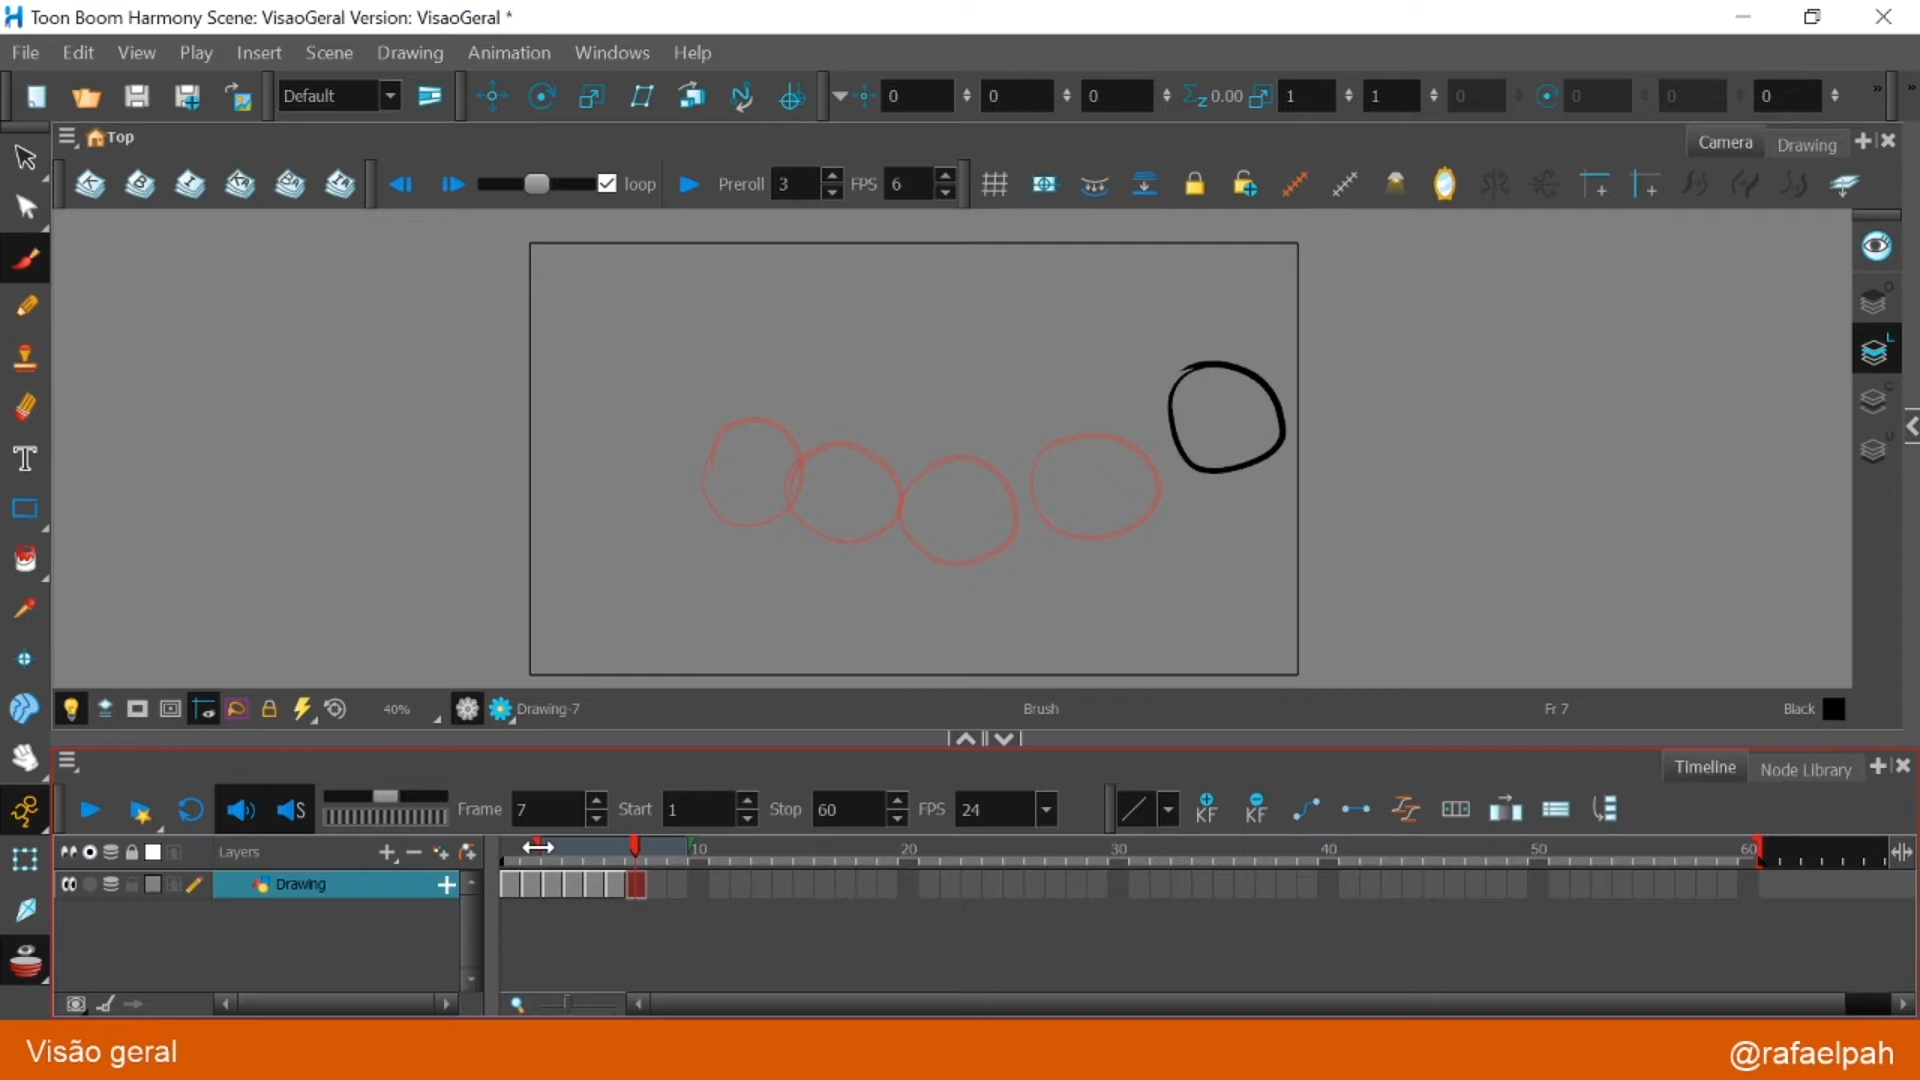 Toon Boom Harmony Scene: VisaoGeral Version: VisaoGeral *
File Edit View Play Insert Scene Drawing Animation Windows Help
Default 0 0 0 Z 0.00 1 1 0 0 0 0
Top Camera Drawing
K B I KA BA IA loop Preroll 3 FPS 6
40% Drawing-7 Brush Fr 7 Black
Timeline Node Library
Frame 7 Start 1 Stop 60 FPS 24 KF KF
Layers 10 20 30 40 50 60
Drawing
Visão geral @rafaelpah